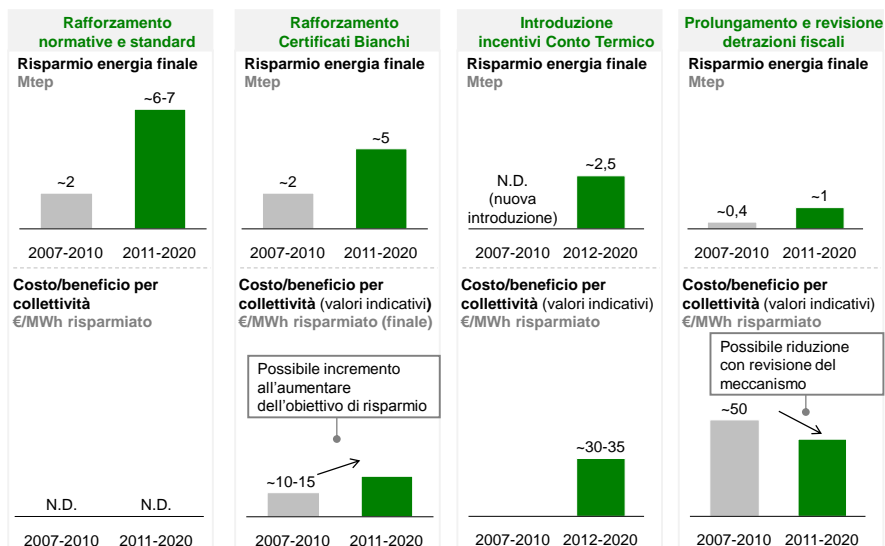 Rafforzamento
normative e standard
Risparmio energia finale
Mtep
~6-7
~2
2007-2010 2011-2020
Costo/beneficio per
collettività
€/MWh risparmiato
N.D. N.D.
2007-2010 2011-2020
Rafforzamento
Certificati Bianchi
Risparmio energia finale
Mtep
~5
~2
2007-2010 2011-2020
Costo/beneficio per
collettività (valori indicativi)
€/MWh risparmiato (finale)
Possibile incremento
all'aumentare
dell'obiettivo di risparmio
~10-15
2007-2010 2011-2020
Introduzione
incentivi Conto Termico
Risparmio energia finale
Mtep
~2,5
N.D.
(nuova
introduzione)
2007-2010 2012-2020
Costo/beneficio per
collettività (valori indicativi)
€/MWh risparmiato
~30-35
2007-2010 2012-2020
Prolungamento e revisione
detrazioni fiscali
Risparmio energia finale
Mtep
~1
~0,4
2007-2010 2011-2020
Costo/beneficio per
collettività (valori indicativi)
€/MWh risparmiato
Possibile riduzione
con revisione del
meccanismo
~50
2007-2010 2011-2020